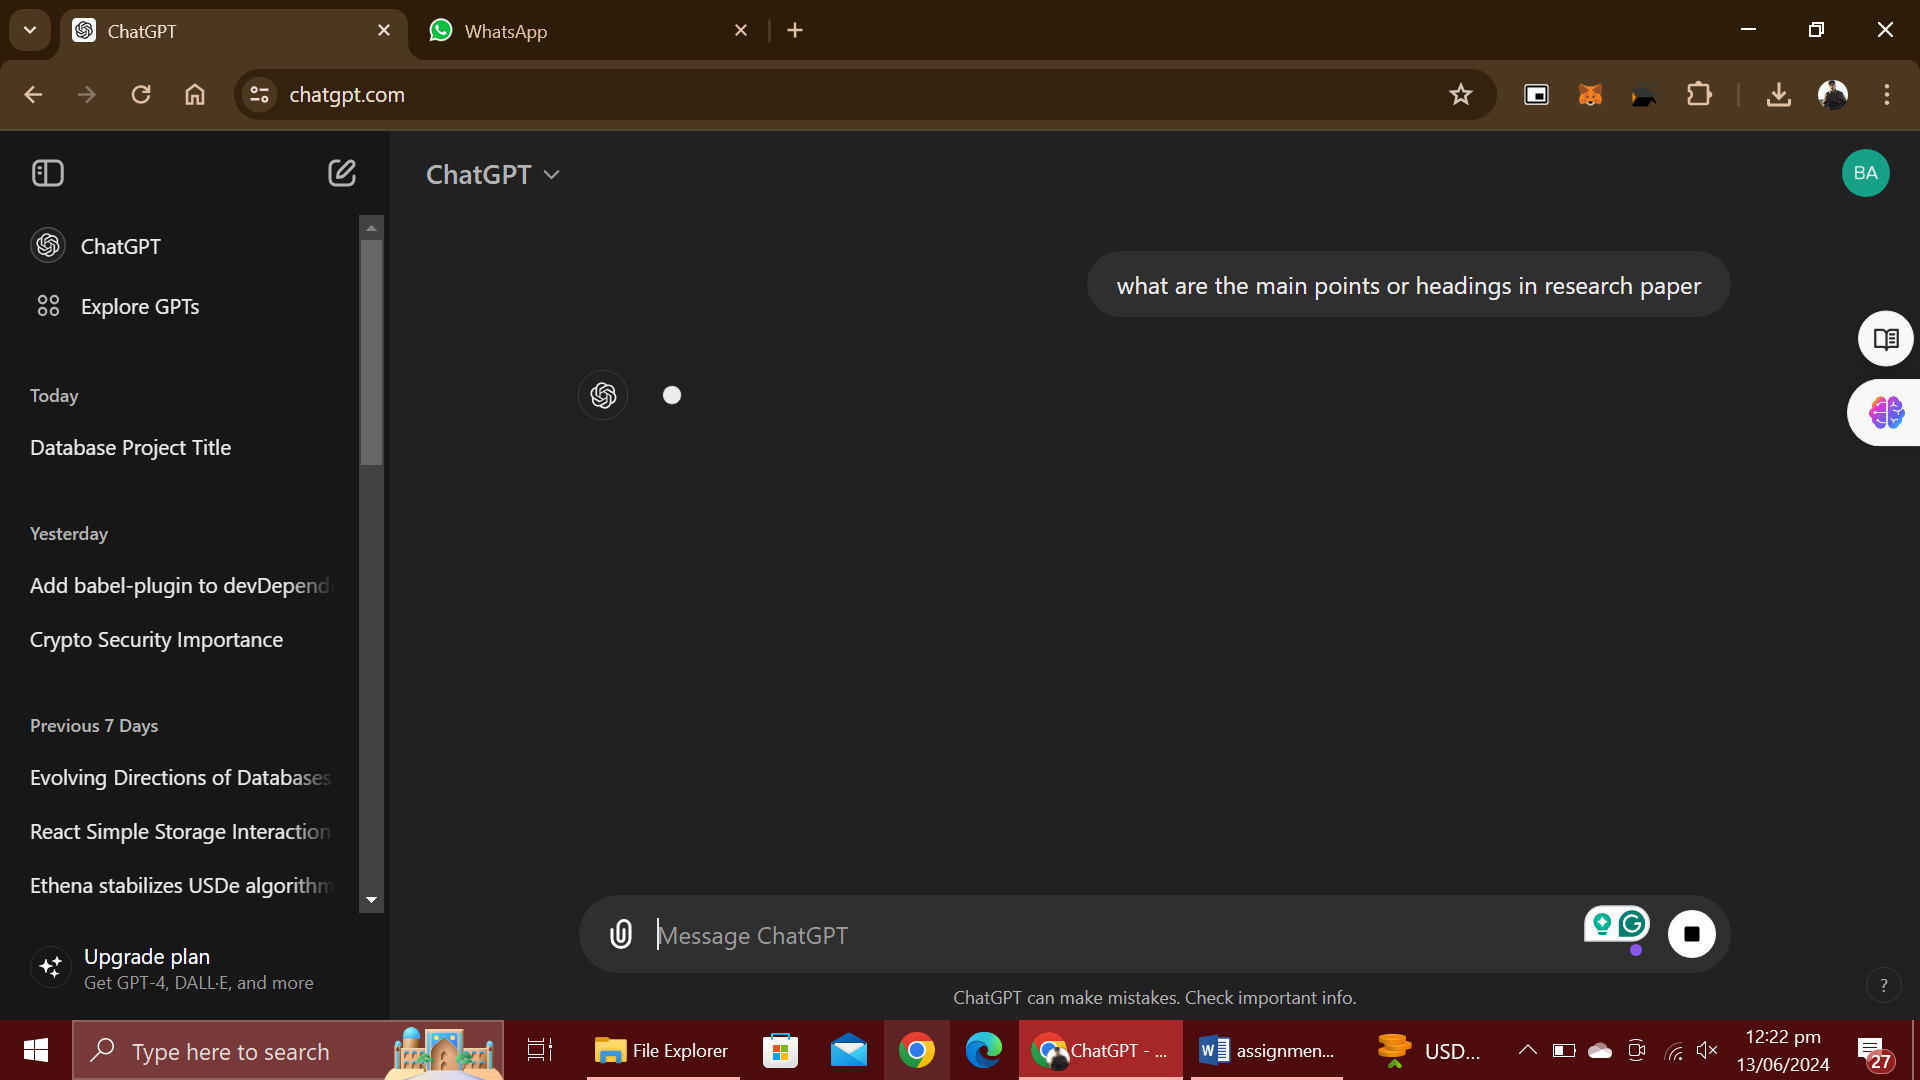 ChatGPT
WhatsApp
chatgpt.com
ChatGPT
BA
ChatGPT
Explore GPTs
what are the main points or headings in research paper
Today
Database Project Title
Yesterday
Add babel-plugin to devDepend
Crypto Security Importance
Previous 7 Days
Evolving Directions of Databases
React Simple Storage Interaction
Ethena stabilizes USDe algorithm
Upgrade plan
Get GPT-4, DALL·E, and more
Message ChatGPT
ChatGPT can make mistakes. Check important info.
?
Type here to search
File Explorer
ChatGPT - ...
assignmen...
USD...
12:22 pm
13/06/2024
27